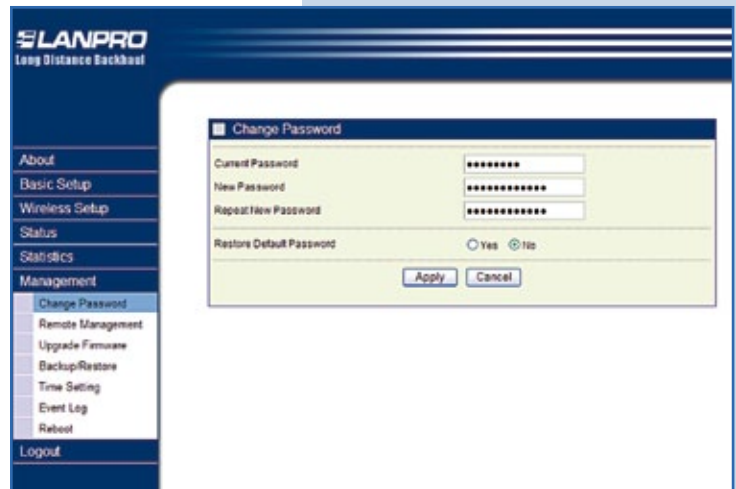 LANPRO
Long Distance Backhaul
About
Basic Setup
Wireless Setup
Status
Statistics
Management
Change Password
Remote Management
Upgrade Firmware
Backup/Restore
Time Setting
Event Log
Reboot
Logout
Change Password
Current Password ••••••••
New Password ••••••••••••
Repeat New Password ••••••••••••
Restore Default Password Yes No
Apply Cancel